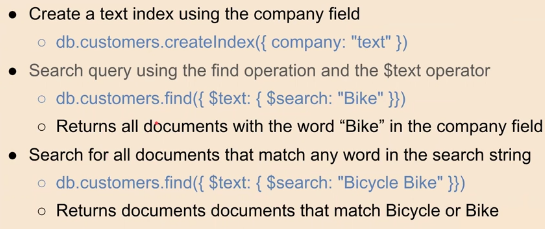 ● Create a text index using the company field
○ db.customers.createIndex({ company: "text" })
● Search query using the find operation and the $text operator
○ db.customers.find({ $text: { $search: "Bike" }})
○ Returns all documents with the word “Bike” in the company field
● Search for all documents that match any word in the search string
○ db.customers.find({ $text: { $search: "Bicycle Bike" }})
○ Returns documents documents that match Bicycle or Bike